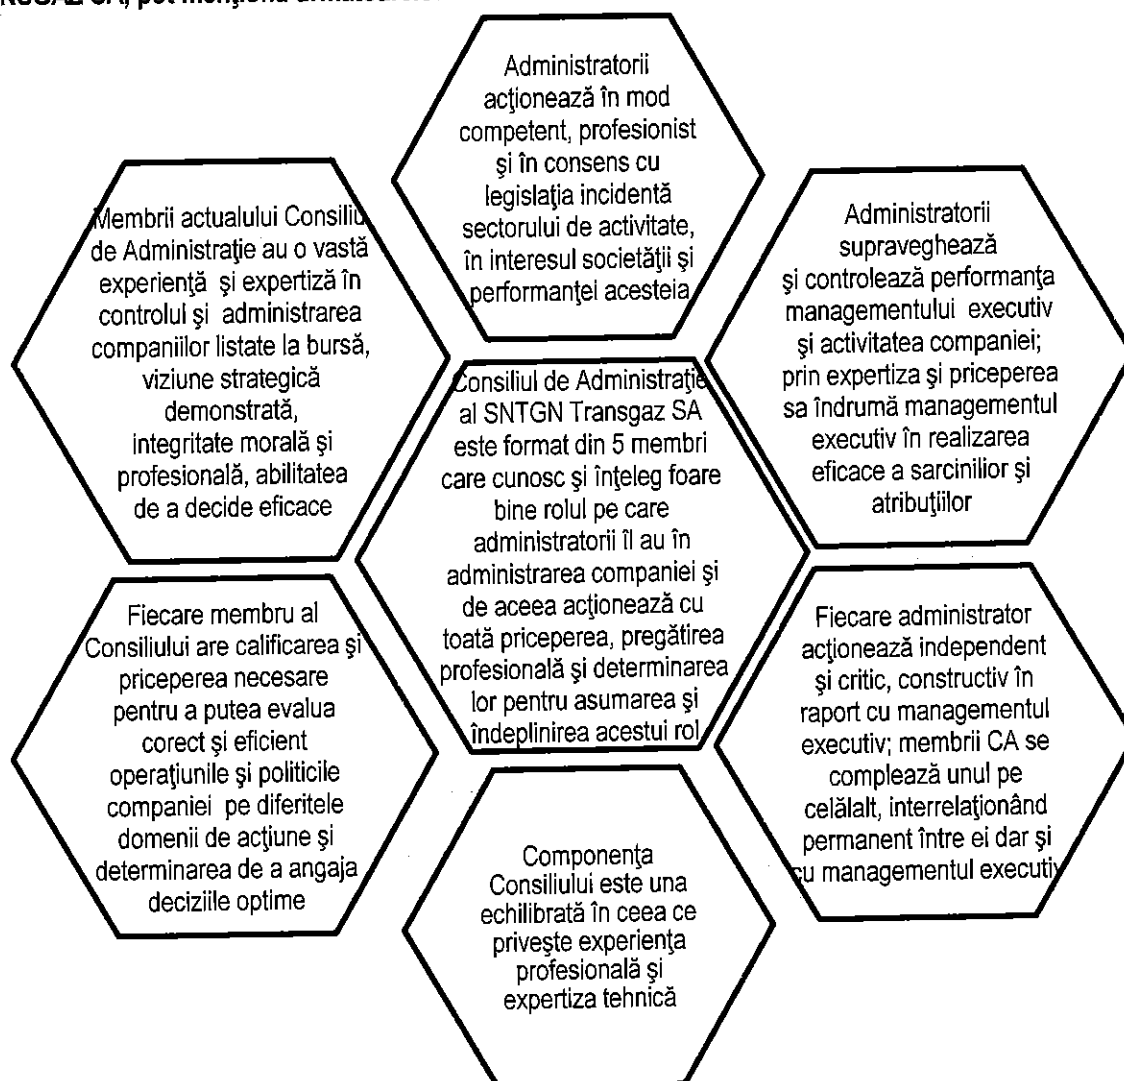 SA, pot menţiona
Administratorii
acţionează în mod
competent, profesionist
şi în consens cu
legislaţia incidentă
sectorului de activitate,
în interesul societăţii şi
performanţei acesteia
Membrii actualului Consiliu
de Administraţie au o vastă
experienţă şi expertiză în
controlul şi administrarea
companiilor listate la bursă,
viziune strategică
demonstrată,
integritate morală şi
profesională, abilitatea
de a decide eficace
Administratorii
supraveghează
şi controlează performanţa
managementului executiv
şi activitatea companiei;
prin expertiza şi priceperea
sa îndrumă managementul
executiv în realizarea
eficace a sarcinilior şi
atribuţiilor
Consiliul de Administraţie
al SNTGN Transgaz SA
este format din 5 membri
care cunosc şi înţeleg foare
bine rolul pe care
administratorii îl au în
administrarea companiei şi
de aceea acţionează cu
toată priceperea, pregătirea
profesională şi determinarea
lor pentru asumarea şi
îndeplinirea acestui rol
Fiecare membru al
Consiliului are calificarea şi
priceperea necesare
pentru a putea evalua
corect şi eficient
operaţiunile şi politicile
companiei pe diferitele
domenii de acţiune şi
determinarea de a angaja
deciziile optime
Fiecare administrator
acţionează independent
şi critic, constructiv în
raport cu managementul
executiv; membrii CA se
complează unul pe
celălalt, interrelaţionând
permanent între ei dar şi
cu managementul executiv
Componenţa
Consiliului este una
echilibrată în ceea ce
priveşte experienţa
profesională şi
expertiza tehnică